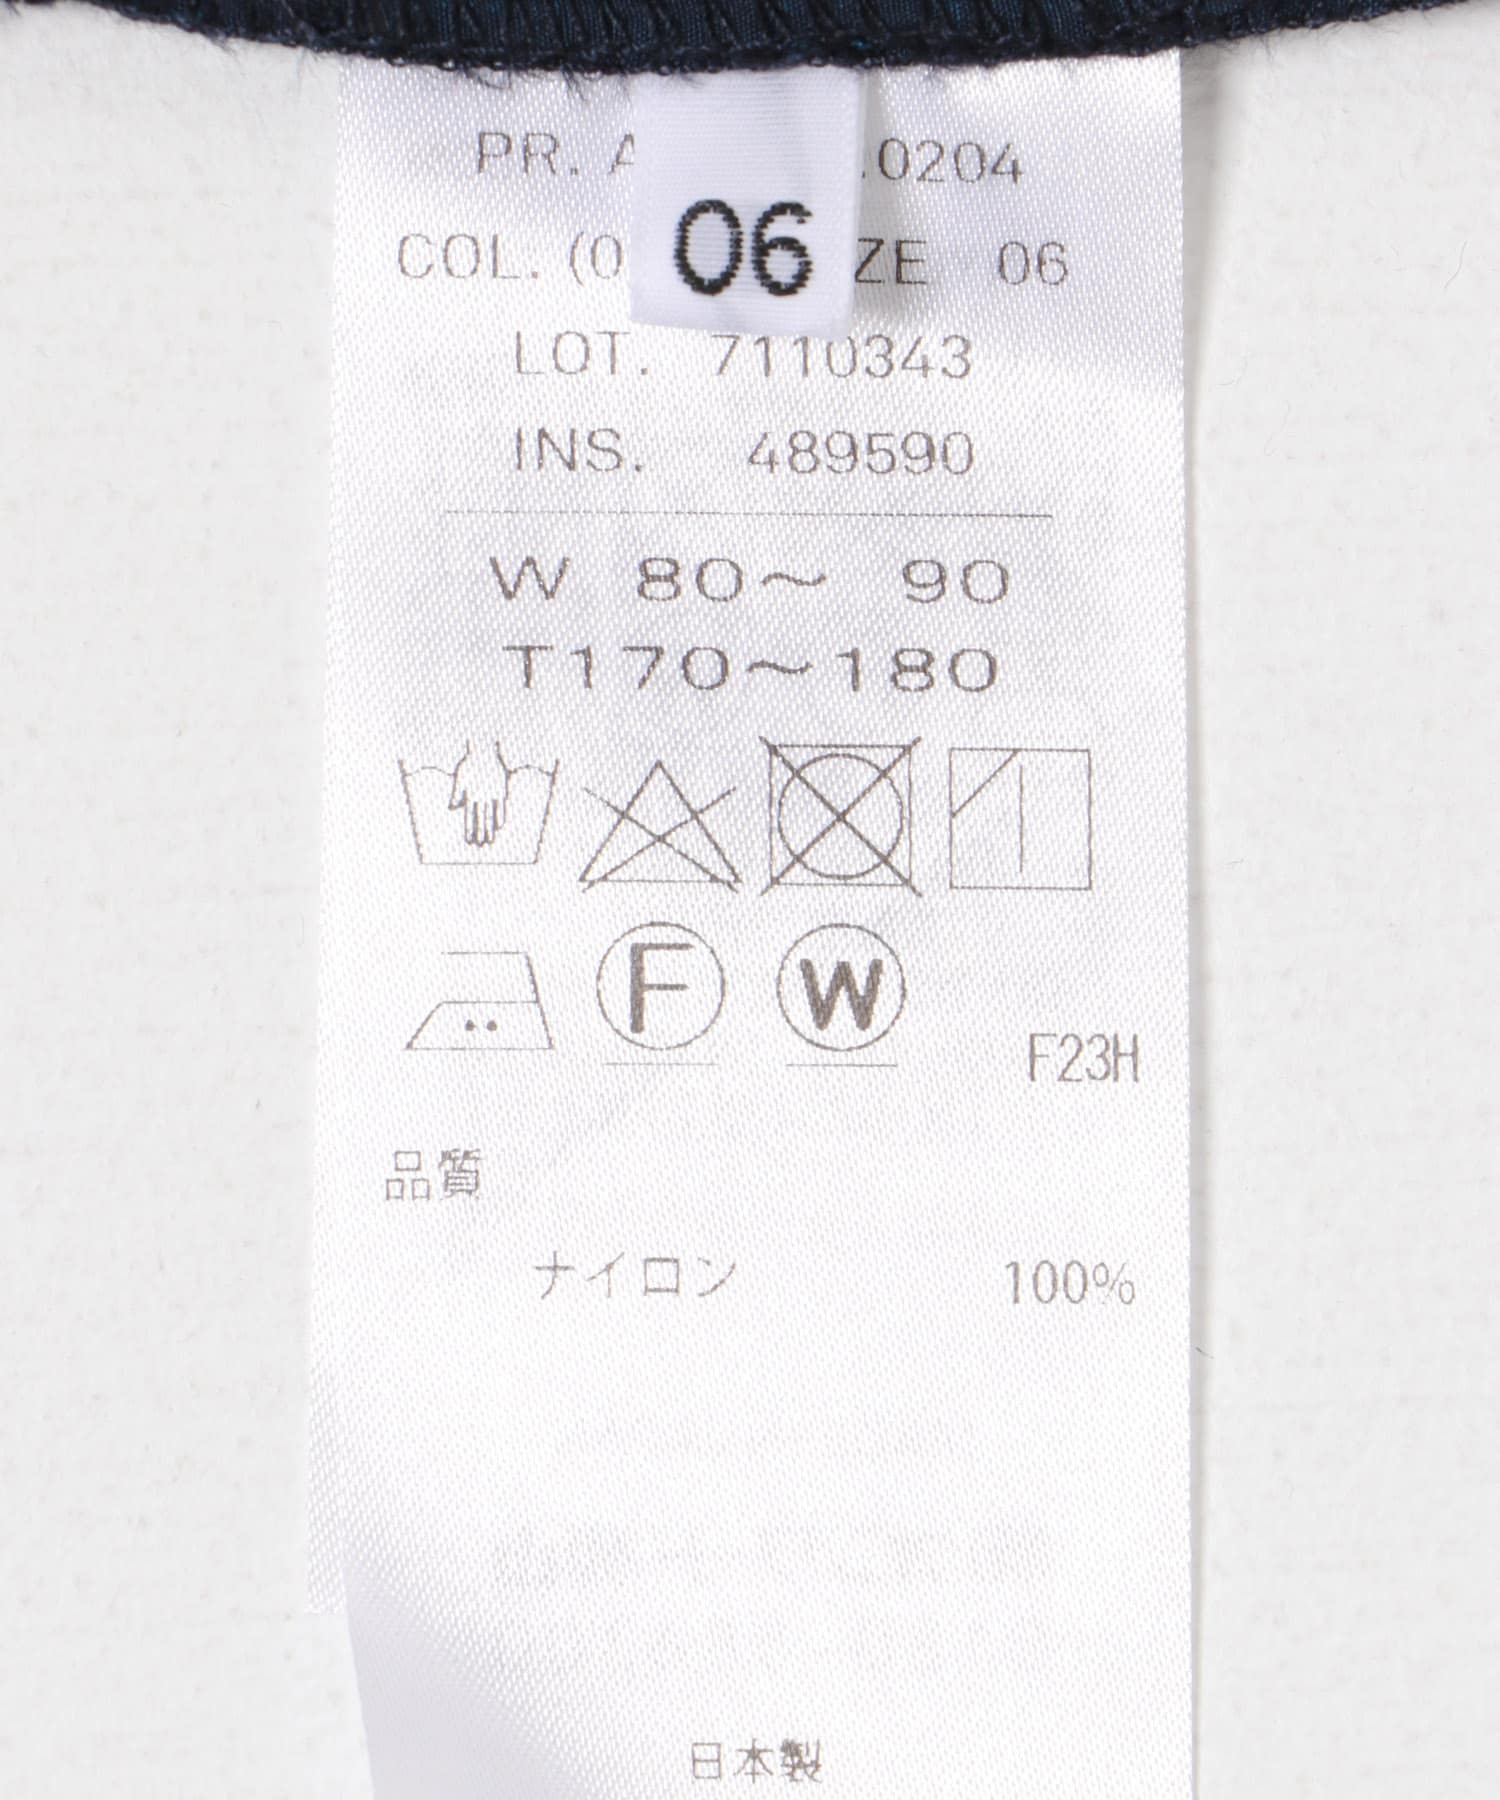 PR. A .0204
06
COL. (0 ZE 06
LOT. 7110343
INS. 489590
W 80〜 90
T170〜180
F W
F23H
品質
ナイロン 100%
日本製